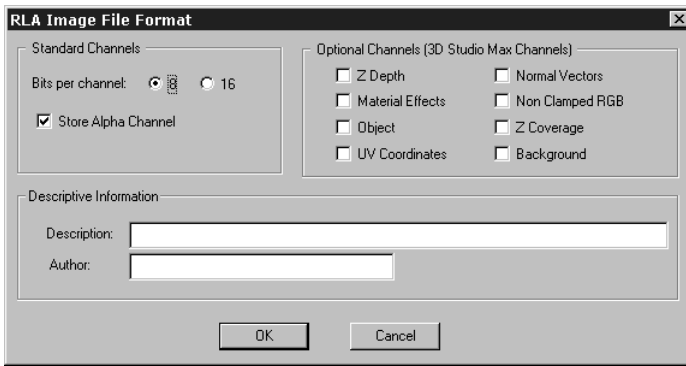 RLA Image File Format
Standard Channels
Bits per channel: 8 16
Store Alpha Channel
Optional Channels (3D Studio Max Channels)
Z Depth Normal Vectors
Material Effects Non Clamped RGB
Object Z Coverage
UV Coordinates Background
Descriptive Information
Description:
Author:
OK Cancel